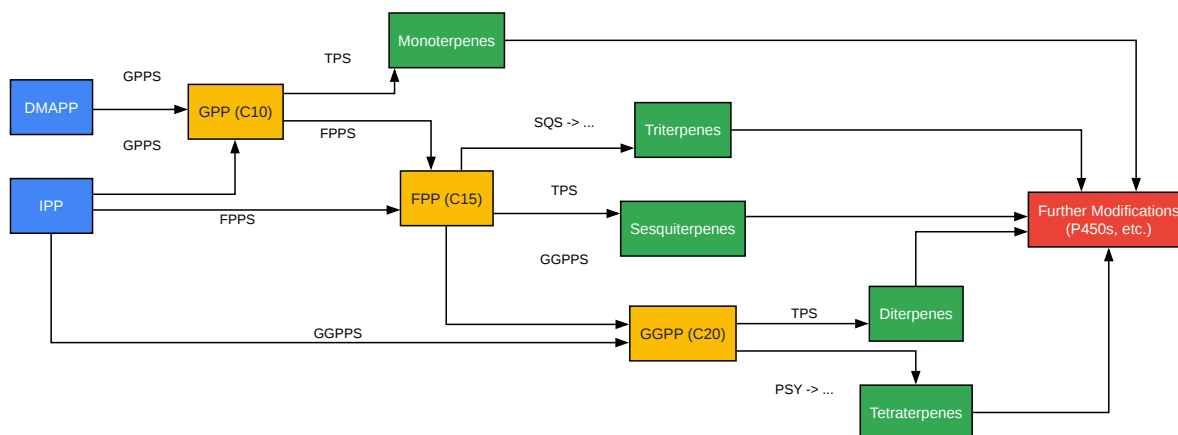 Monoterpenes
TPS
GPPS
DMAPP
GPP (C10)
SQS -> ...
Triterpenes
FPPS
GPPS
TPS
IPP
FPP (C15)
Further Modifications
(P450s, etc.)
FPPS
Sesquiterpenes
GGPPS
TPS
Diterpenes
GGPPS
GGPP (C20)
PSY -> ...
Tetraterpenes